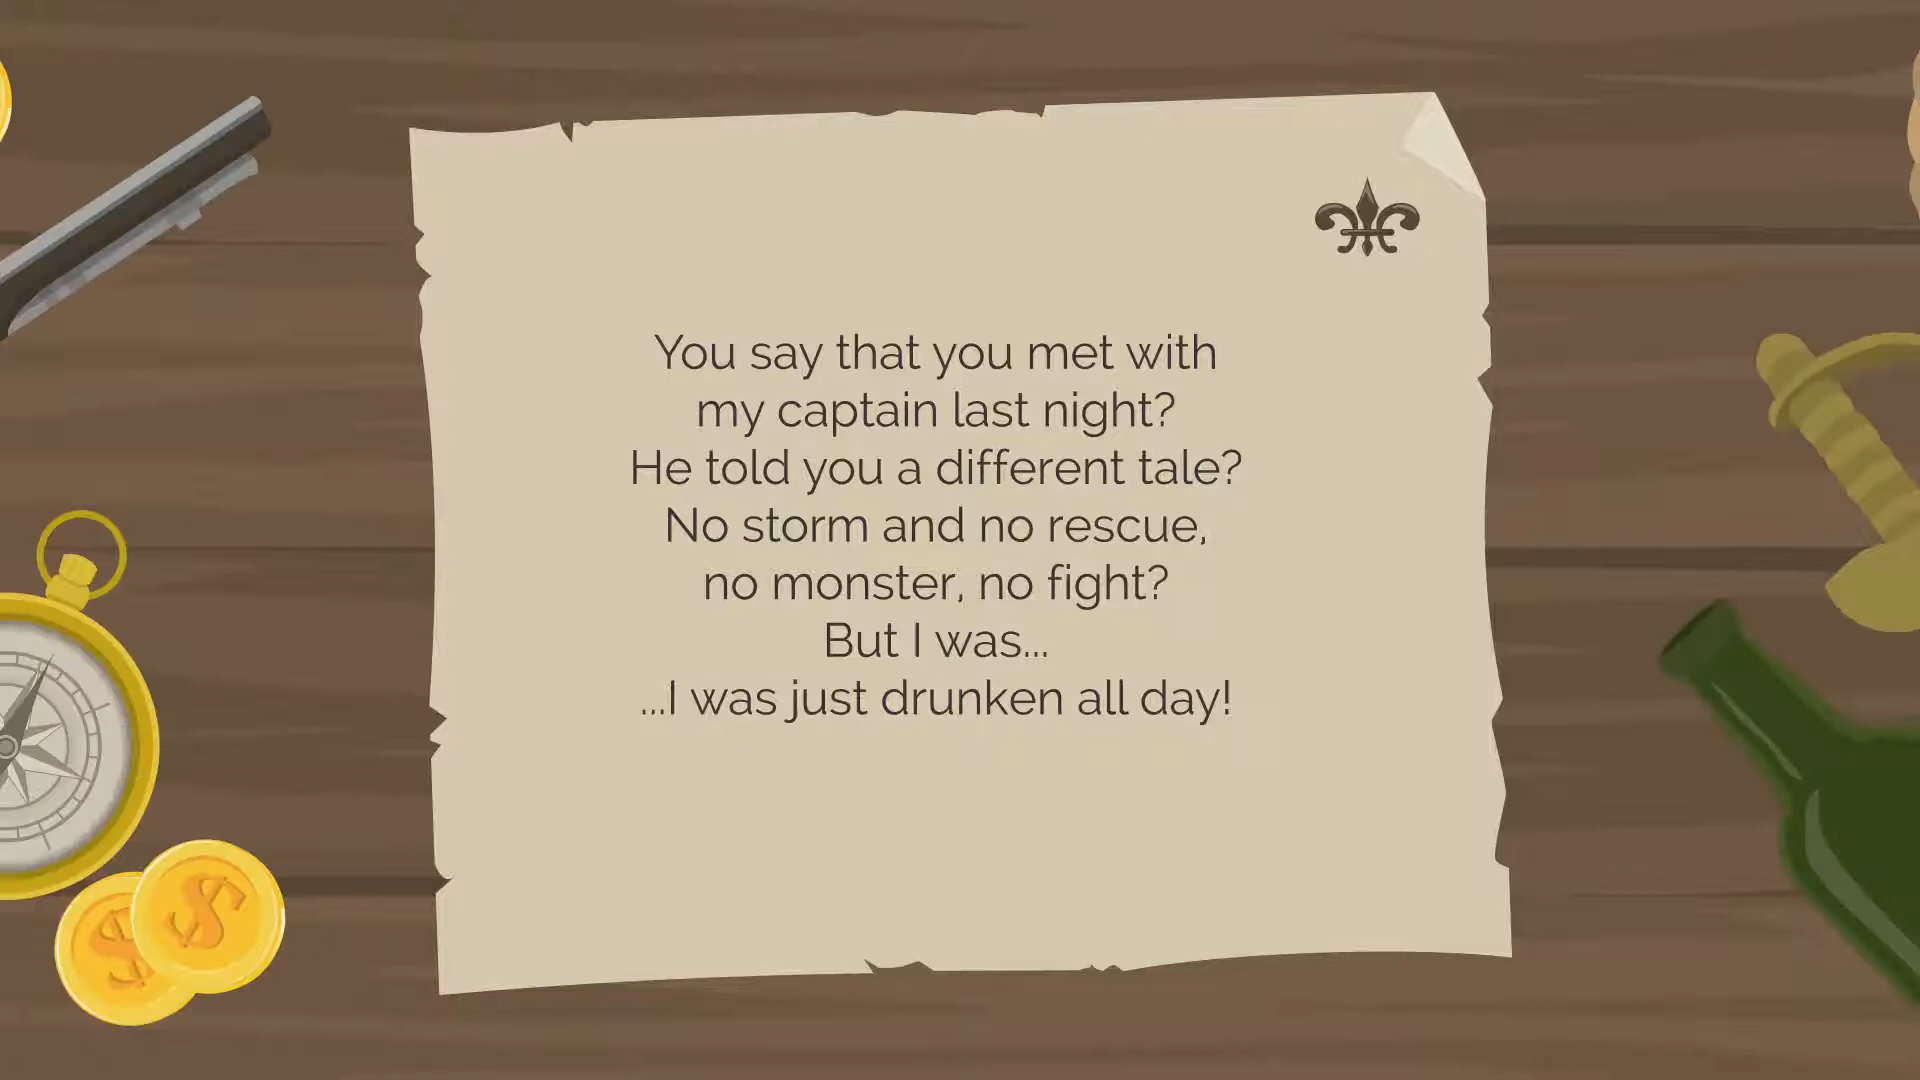 You say that you met with
my captain last night?
He told you a different tale?
No storm and no rescue,
no monster, no fight?
But I was...
...I was just drunken all day!
$
$